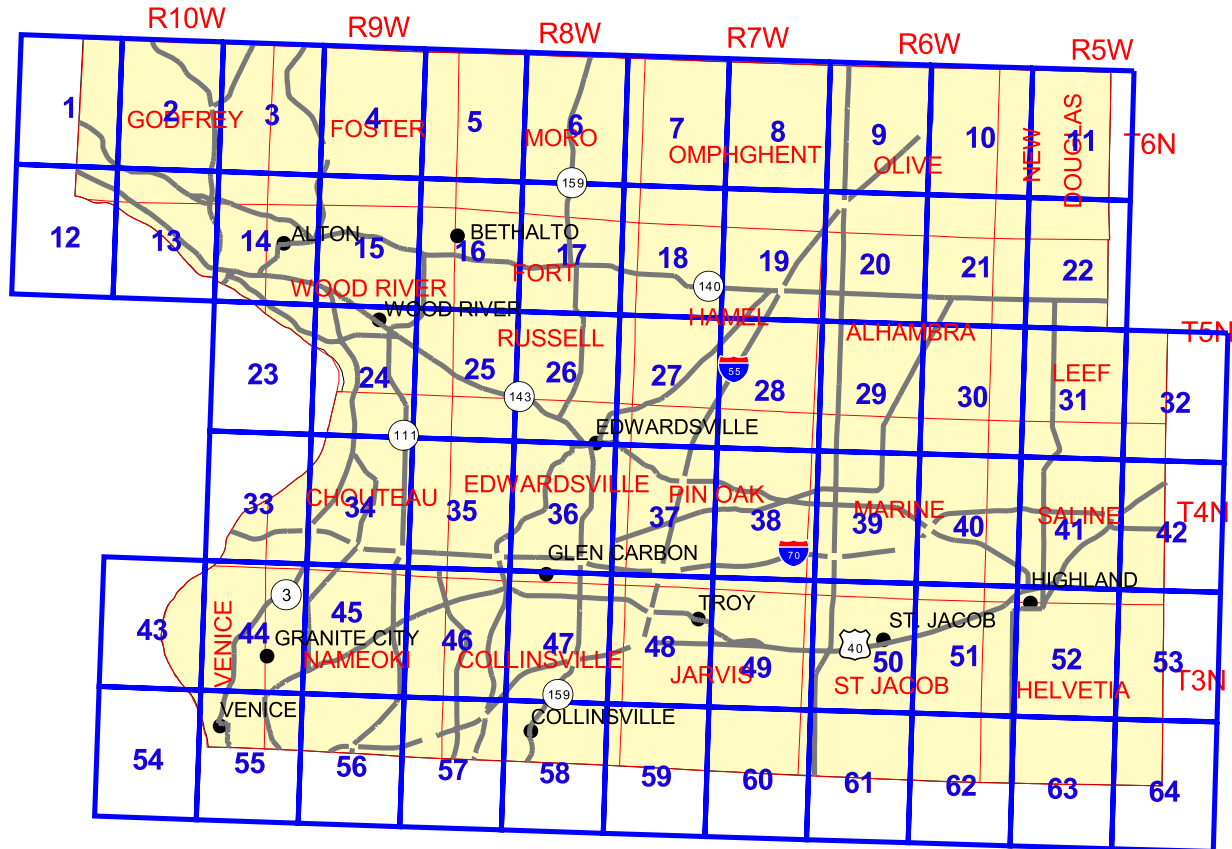 R10W
R9W
R8W
R7W
R6W
R5W
1
2
3
4
5
6
7
8
9
10
11
T6N
GODFREY
FOSTER
MORO
OMPHGHENT
OLIVE
NEW
DOUGLAS
159
12
13
14
ALTON
15
BETHALTO
16
17
18
19
20
21
22
FORT
WOOD RIVER
140
WOOD RIVER
HAMEL
ALHAMBRA
T5N
RUSSELL
23
24
25
26
27
55
28
29
30
LEEF
31
32
143
111
EDWARDSVILLE
33
CHOUTEAU
34
35
EDWARDSVILLE
36
PIN OAK
37
38
MARINE
39
40
SALINE
41
42
T4N
GLEN CARBON
70
HIGHLAND
3
43
VENICE
44
GRANITE CITY
45
NAMEOKI
46
COLLINSVILLE
47
TROY
48
JARVIS
49
ST. JACOB
40
50
ST JACOB
51
52
HELVETIA
53
T3N
159
VENICE
COLLINSVILLE
54
55
56
57
58
59
60
61
62
63
64